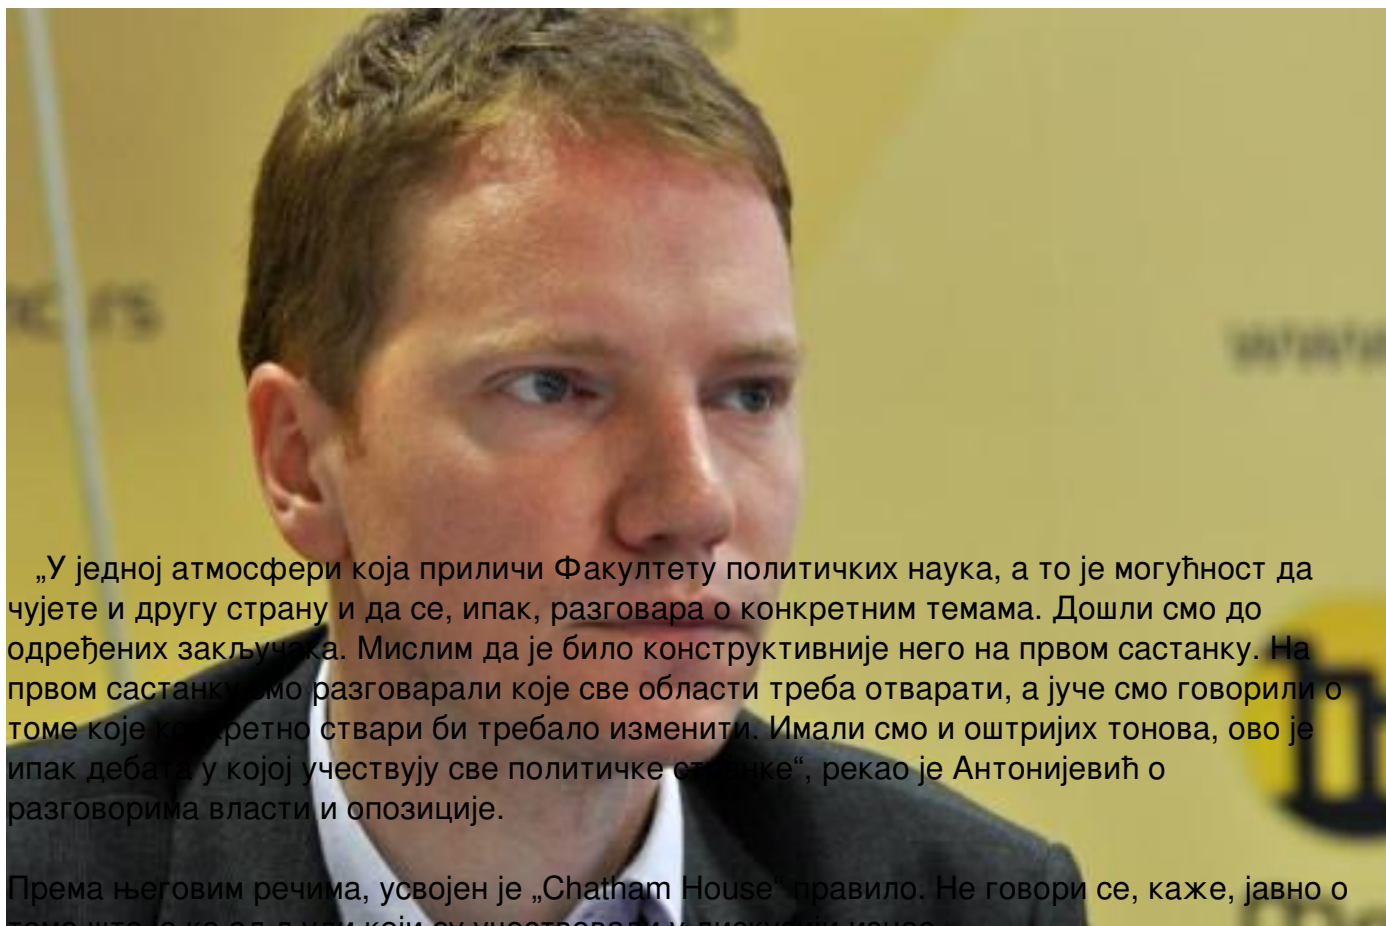 nc.rs
www
„У једној атмосфери која приличи Факултету политичких наука, а то је могућност да
чујете и другу страну и да се, ипак, разговара о конкретним темама. Дошли смо до
одређених закључака. Мислим да је било конструктивније него на првом састанку. На
првом састанку смо разговарали које све области треба отварати, а јуче смо говорили о
томе које конкретно ствари би требало изменити. Имали смо и оштријих тонова, ово је
ипак дебата у којој учествују све политичке странке“, рекао је Антонијевић о
разговорима власти и опозиције.
Према његовим речима, усвојен је „Chatham House“ правило. Не говори се, каже, јавно о